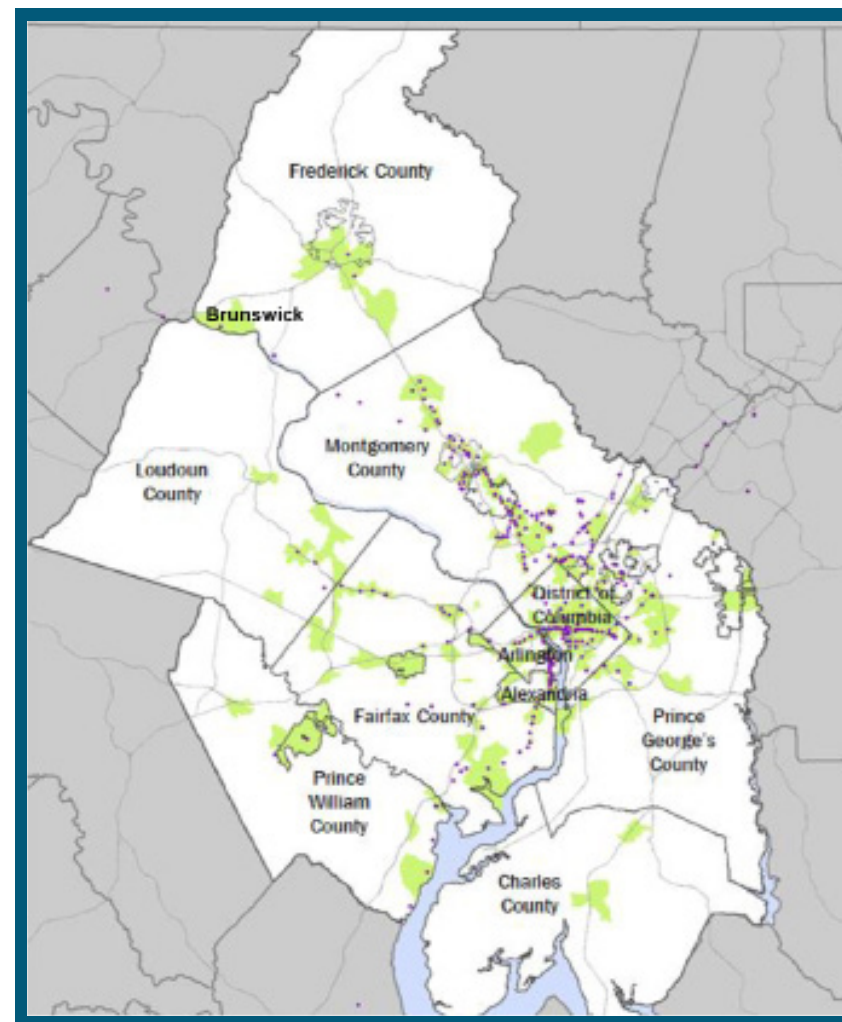 Frederick County
Brunswick
Montgomery
County
Loudoun
County
District of
Columbia
Arlington
Alexandria
Fairfax County
Prince
George's
County
Prince
William
County
Charles
County